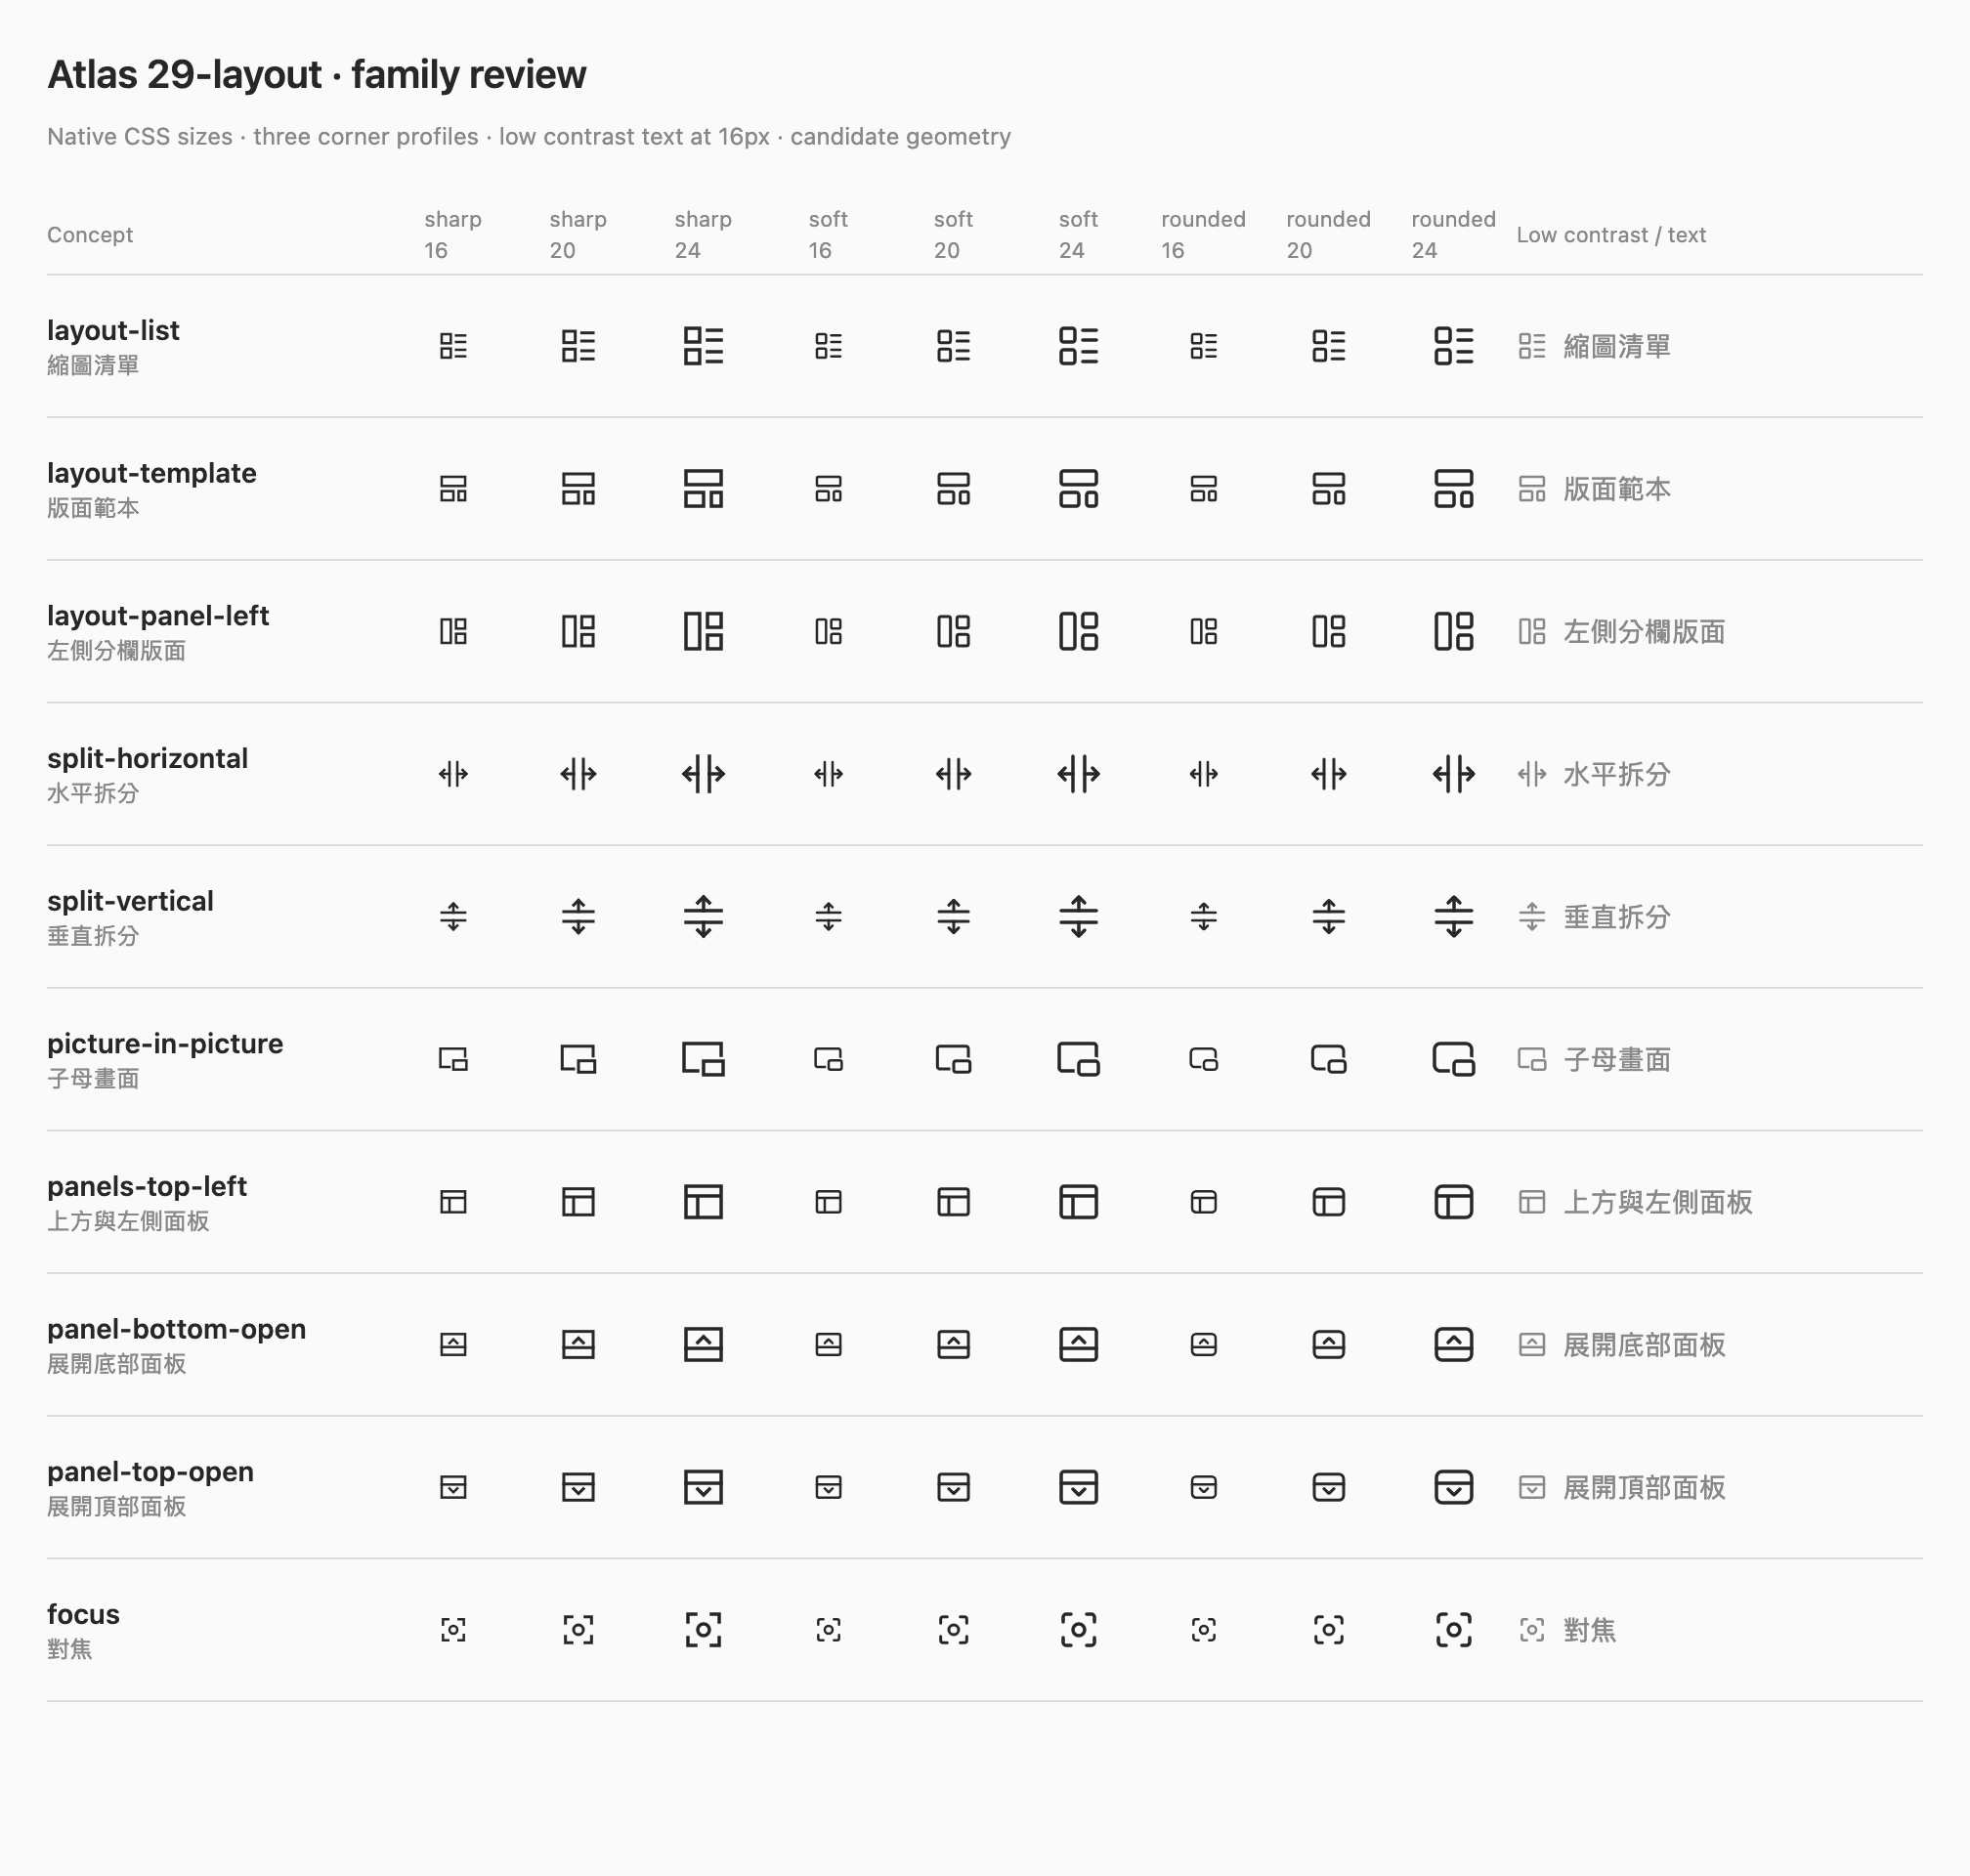 Atlas 29-layout · family review
Native CSS sizes · three corner profiles · low contrast text at 16px · candidate geometry
Concept
sharp 16
sharp 20
sharp 24
soft 16
soft 20
soft 24
rounded 16
rounded 20
rounded 24
Low contrast / text
layout-list
縮圖清單
縮圖清單
layout-template
版面範本
版面範本
layout-panel-left
左側分欄版面
左側分欄版面
split-horizontal
水平拆分
水平拆分
split-vertical
垂直拆分
垂直拆分
picture-in-picture
子母畫面
子母畫面
panels-top-left
上方與左側面板
上方與左側面板
panel-bottom-open
展開底部面板
展開底部面板
panel-top-open
展開頂部面板
展開頂部面板
focus
對焦
對焦